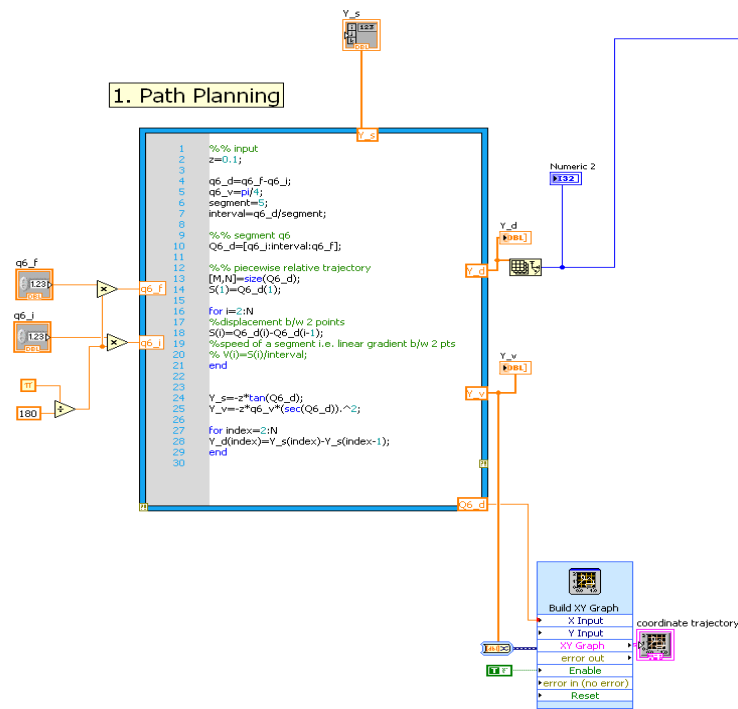 Y_s
1. Path Planning
Y_s
1 %% input
2 z=0.1;
3
4 q6_d=q6_f-q6_i;
5 q6_v=pi/4;
6 segment=5;
7 interval=q6_d/segment;
8
9 %% segment q6
10 Q6_d=[q6_i:interval:q6_f];
11
12 %% piecewise relative trajectory
13 [M,N]=size(Q6_d);
14 S(1)=Q6_d(1);
15
16 for i=2:N
17 %displacement b/w 2 points
18 S(i)=Q6_d(i)-Q6_d(i-1);
19 %speed of a segment i.e. linear gradient b/w 2 pts
20 % V(i)=S(i)/interval;
21 end
22
23
24 Y_s=-z*tan(Q6_d);
25 Y_v=-z*q6_v*(sec(Q6_d)).^2;
26
27 for index=2:N
28 Y_d(index)=Y_s(index)-Y_s(index-1);
29 end
30
q6_f
1.23
q6_f
q6_i
1.23
q6_i
π
180
Numeric 2
I32
Y_d
DBL]
Y_d
Y_v
DBL]
Y_v
Q6_d
Build XY Graph
X Input
Y Input
XY Graph
error out
Enable
error in (no error)
Reset
coordinate trajectory
T F